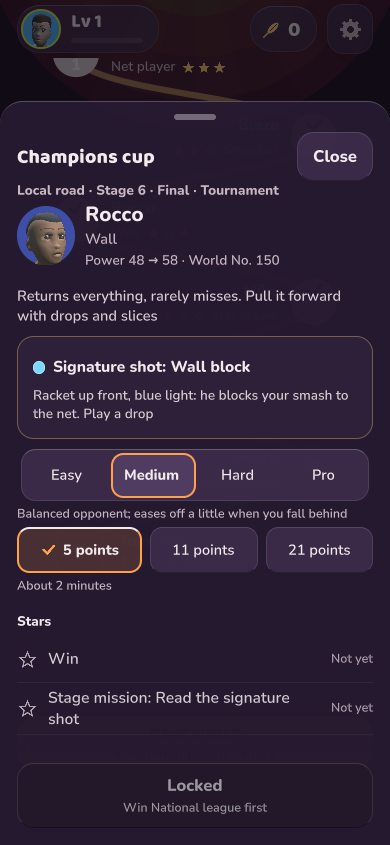 Lv 1
0
1
Net player
Champions cup
Close
Local road · Stage 6 · Final · Tournament
Rocco
Wall
Power 48 → 58 · World No. 150
Returns everything, rarely misses. Pull it forward
with drops and slices
Signature shot: Wall block
Racket up front, blue light: he blocks your smash to
the net. Play a drop
Easy
Medium
Hard
Pro
Balanced opponent; eases off a little when you fall behind
5 points
11 points
21 points
About 2 minutes
Stars
Win
Not yet
Stage mission: Read the signature
shot
Not yet
Locked
Win National league first